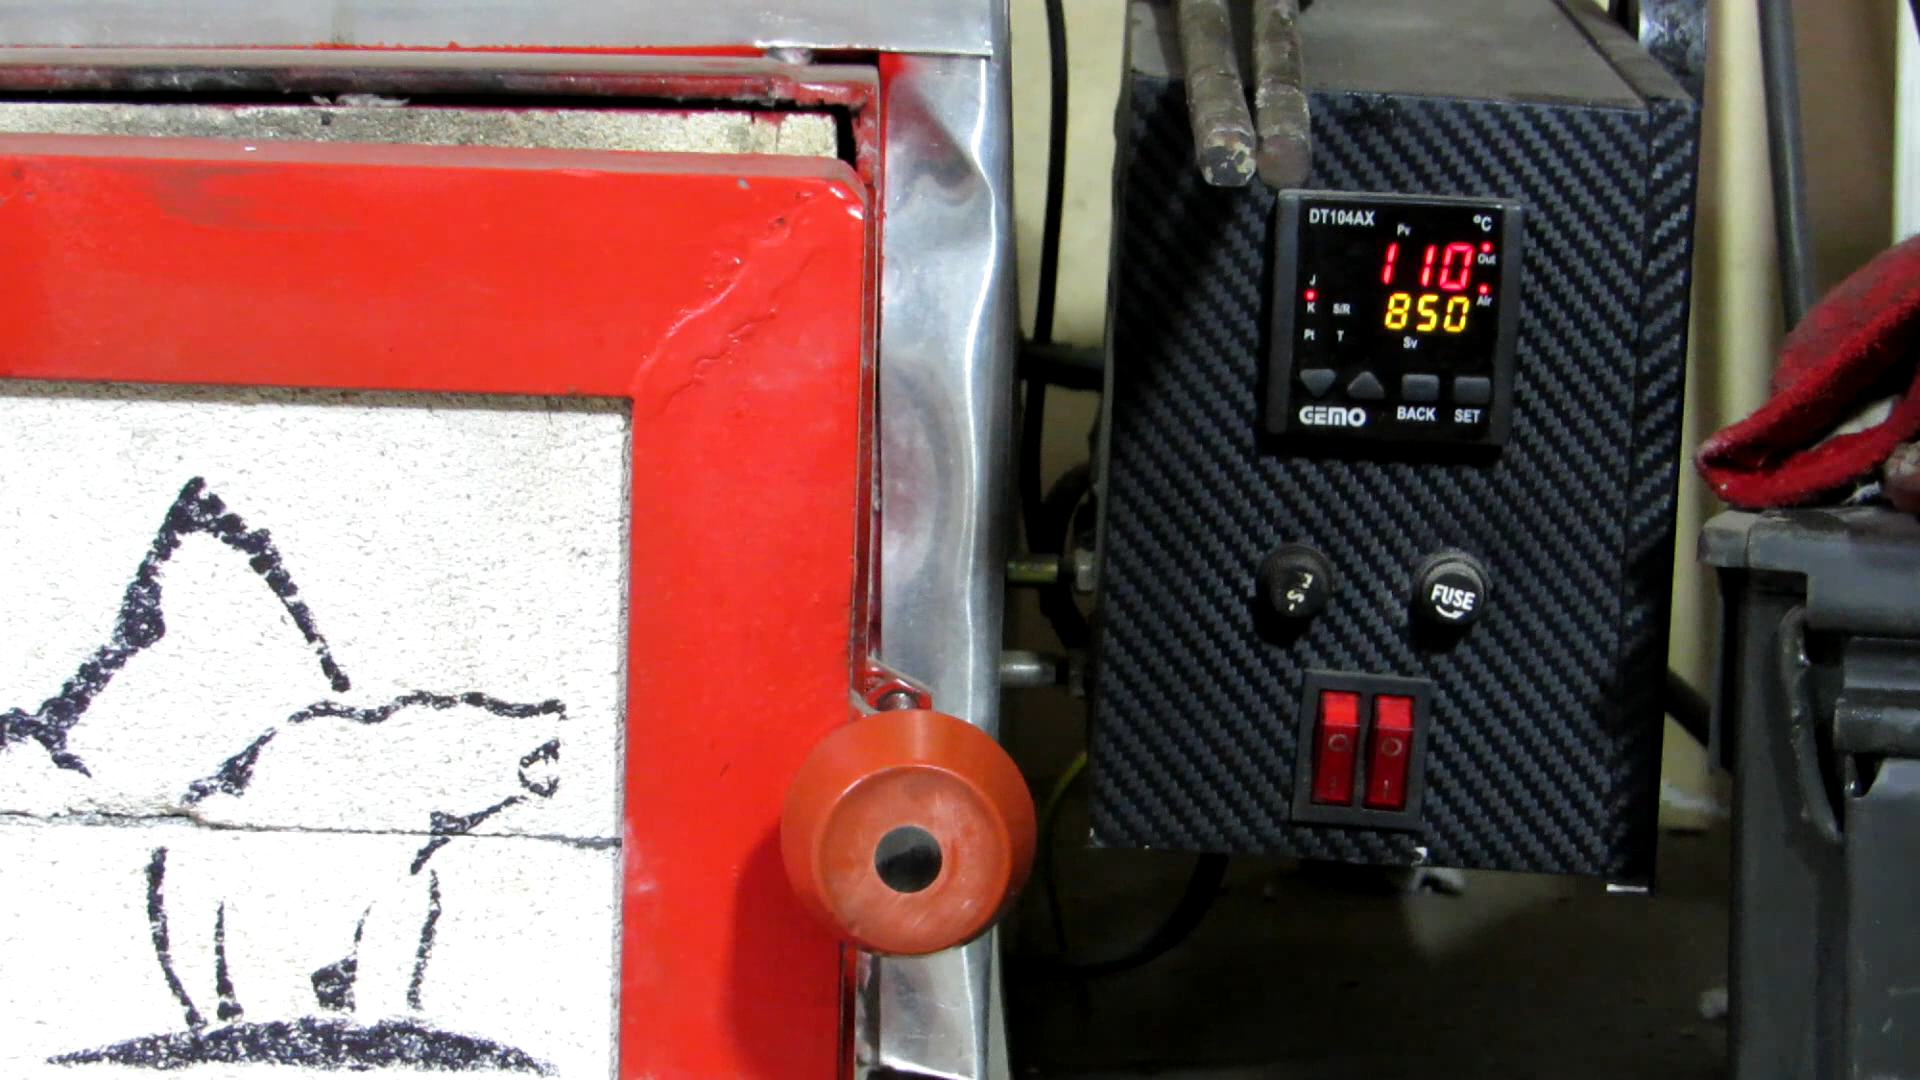 DT104AX
°C
Pv
110
Out
J
850
Alr
K
S/R
Pt
T
Sv
GEMO
BACK
SET
FUSE